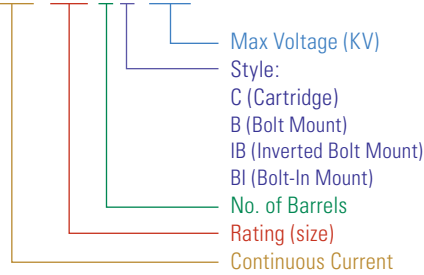 Max Voltage (KV)
Style:
C (Cartridge)
B (Bolt Mount)
IB (Inverted Bolt Mount)
BI (Bolt-In Mount)
No. of Barrels
Rating (size)
Continuous Current